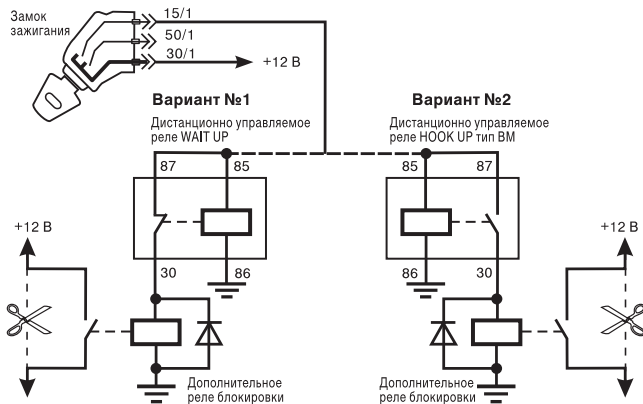 Замок
зажигания
15/1
50/1
30/1
+12 В
Вариант №1
Дистанционно управляемое
реле WAIT UP
Вариант №2
Дистанционно управляемое
реле HOOK UP тип ВМ
87
85
85
87
30
86
86
30
+12 В
+12 В
Дополнительное
реле блокировки
Дополнительное
реле блокировки